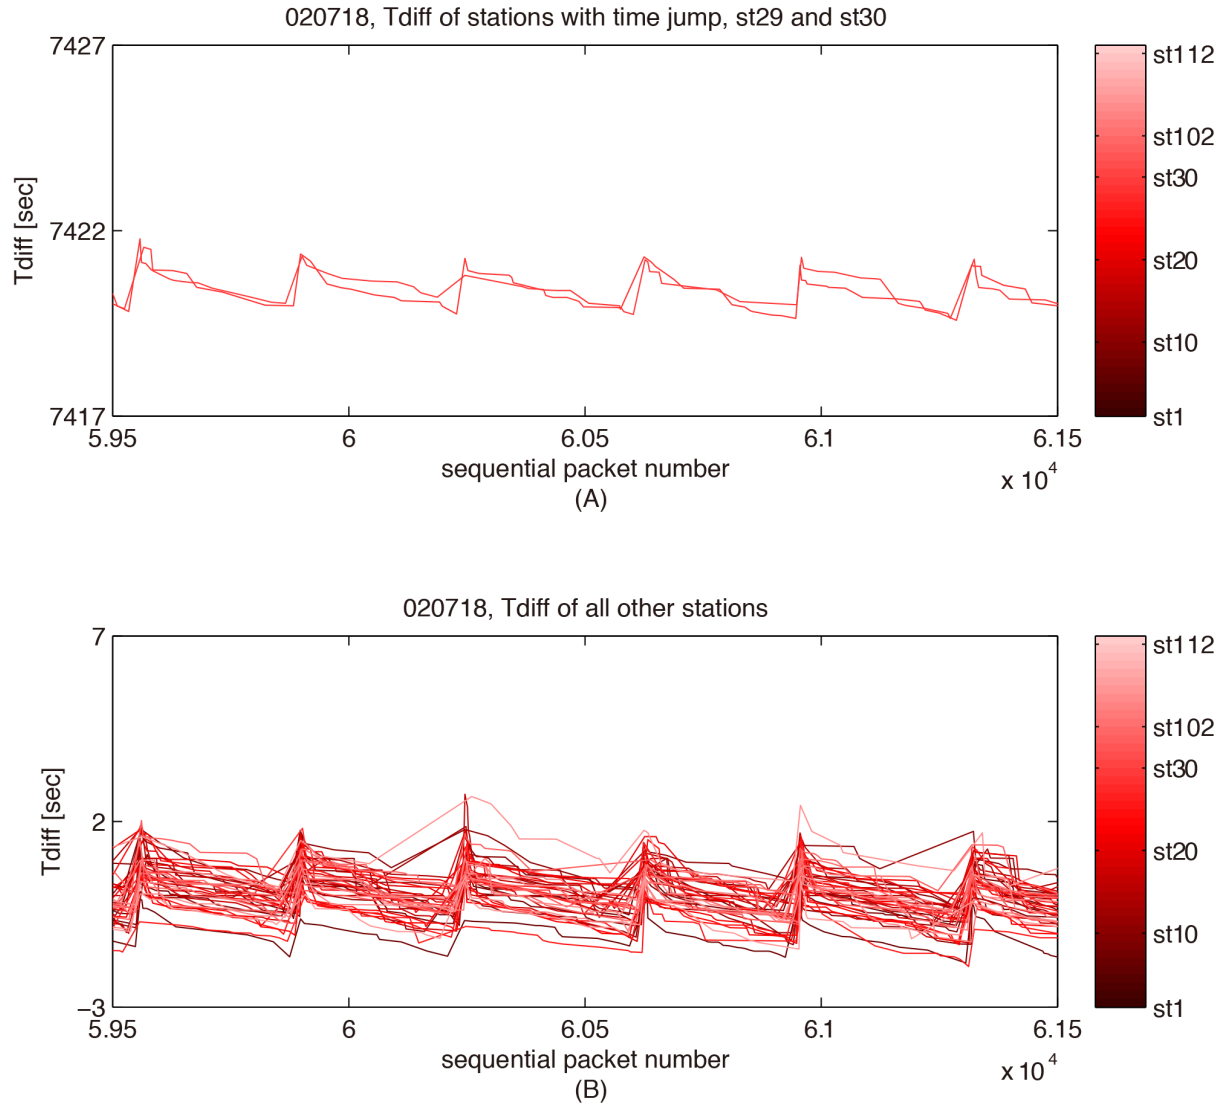 020718, Tdiff of stations with time jump, st29 and st30
7427
7422
7417
Tdiff [sec]
5.95 6 6.05 6.1 6.15
sequential packet number
x 10^4
(A)
st112
st102
st30
st20
st10
st1
020718, Tdiff of all other stations
7
2
−3
Tdiff [sec]
5.95 6 6.05 6.1 6.15
sequential packet number
x 10^4
(B)
st112
st102
st30
st20
st10
st1